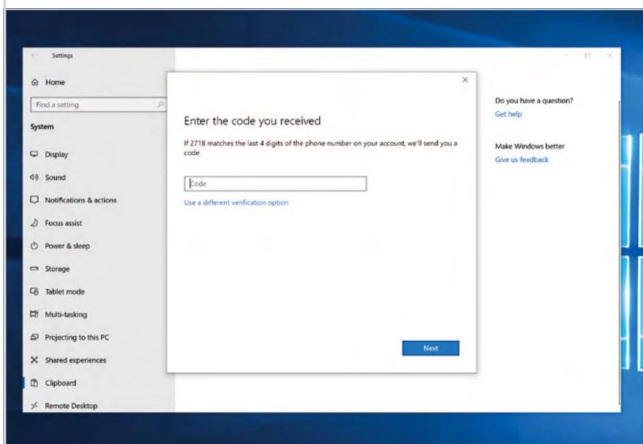 Settings
Home
Find a setting
System
Display
Sound
Notifications & actions
Focus assist
Power & sleep
Storage
Tablet mode
Multi-tasking
Projecting to this PC
Shared experiences
Clipboard
Remote Desktop
Enter the code you received
If 2718 matches the last 4 digits of the phone number on your account, we'll send you a
code.
Code
Use a different verification option
Next
Do you have a question?
Get help
Make Windows better
Give us feedback